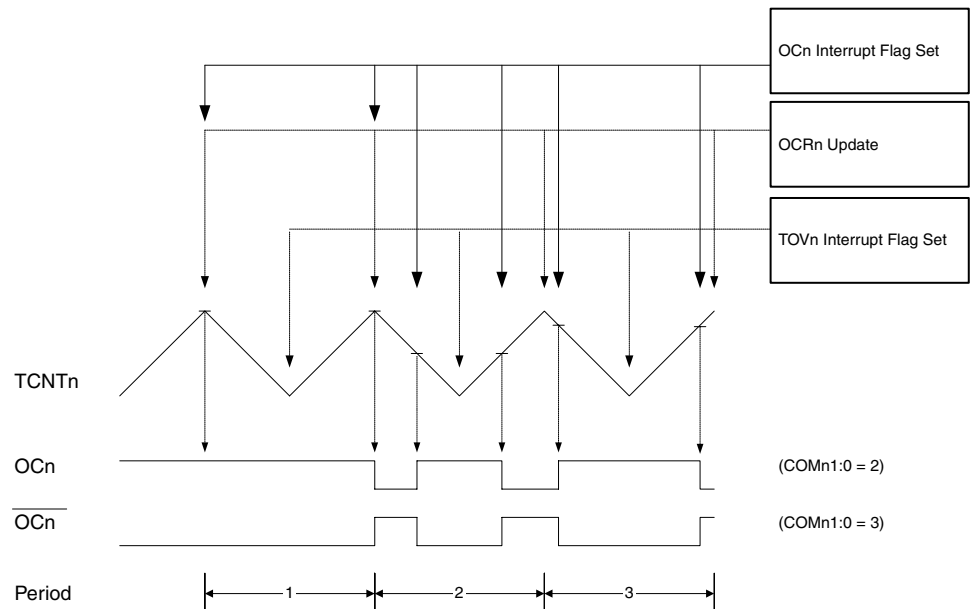 OCn Interrupt Flag Set
OCRn Update
TOVn Interrupt Flag Set
TCNTn
OCn
(COMn1:0 = 2)
OCn
(COMn1:0 = 3)
Period
1
2
3